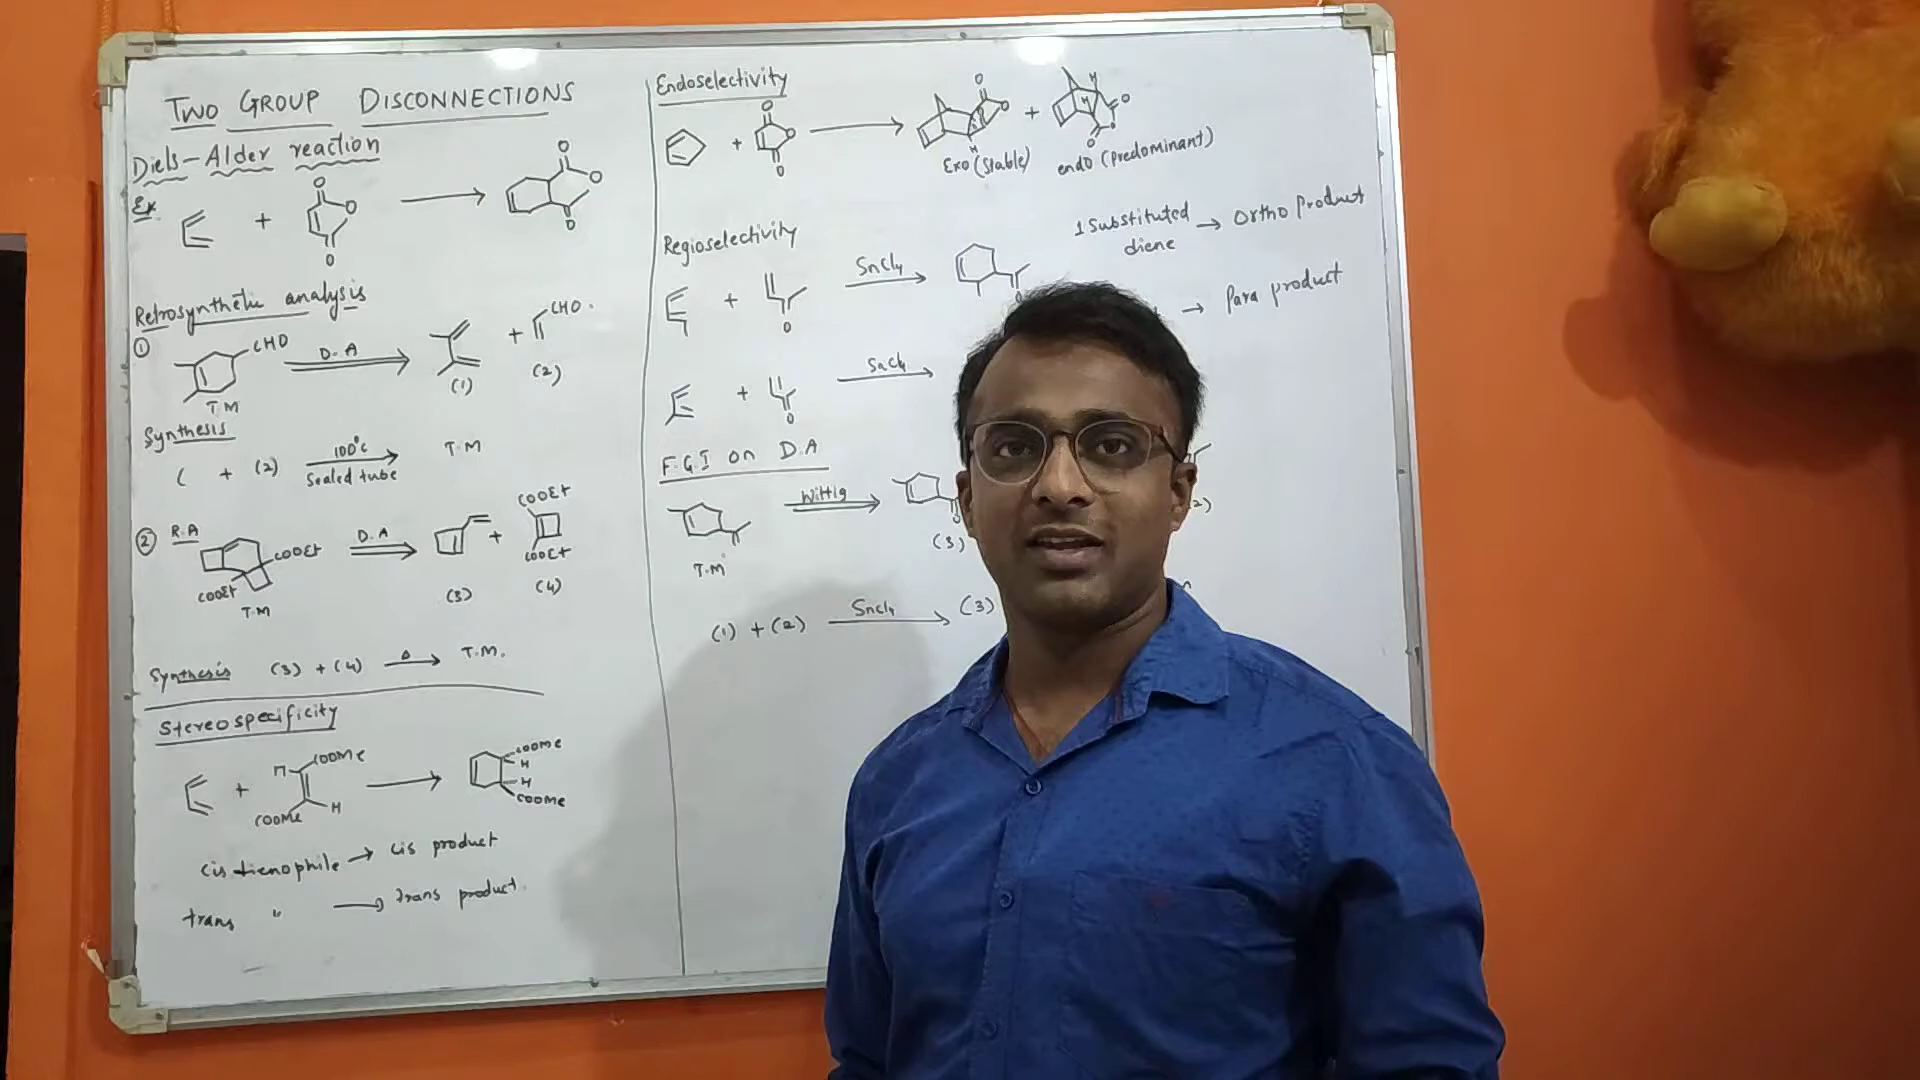 TWO GROUP DISCONNECTIONS
Diels-Alder reaction
Ex
+
O
O
O
O
O
O
Retrosynthetic analysis
① CHO D.A + CHO.
T.M (1) (2)
Synthesis
( + (2) 100°C T.M
Sealed tube
② R.A COOEt COOEt D.A + COOEt COOEt
T.M (3) (4)
Synthesis (3) + (4) Δ T.M.
Stereospecificity
+ COOMe COOMe H COOMe H H COOMe
cis dienophile → cis product
trans " → trans product.
Endoselectivity
+ O O O → O O H + H H O O
Exo (Stable) endo (Predominant)
Regioselectivity
+ O SnCl4
1 Substituted diene → Ortho Product
+ O SnCl4
→ Para product
F.G.I on D.A
Wittig
T.M (3) 2)
(1) + (2) SnCl4 (3)